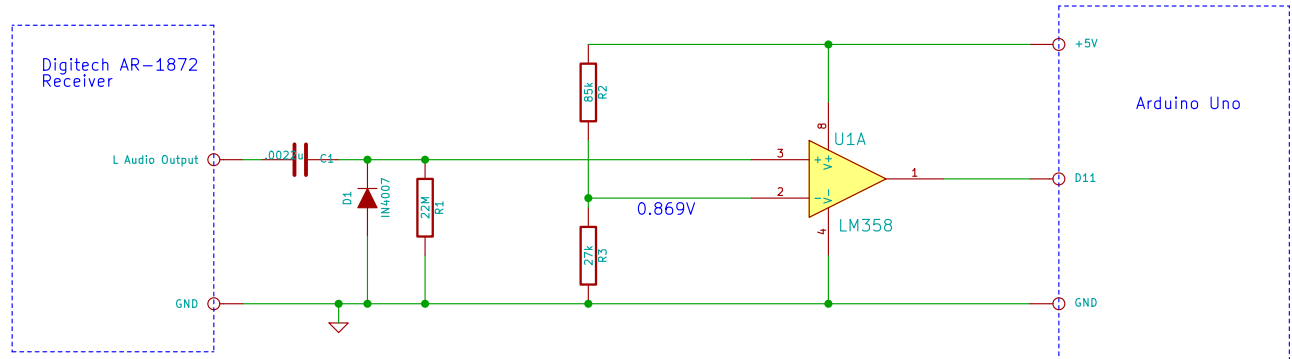 Digitech AR-1872
Receiver
L Audio Output
GND
.0022u
C1
D1
IN4007
22M
R1
85k
R2
0.869V
27k
R3
3
2
8
4
1
+
-
V+
V-
U1A
LM358
+5V
Arduino Uno
D11
GND